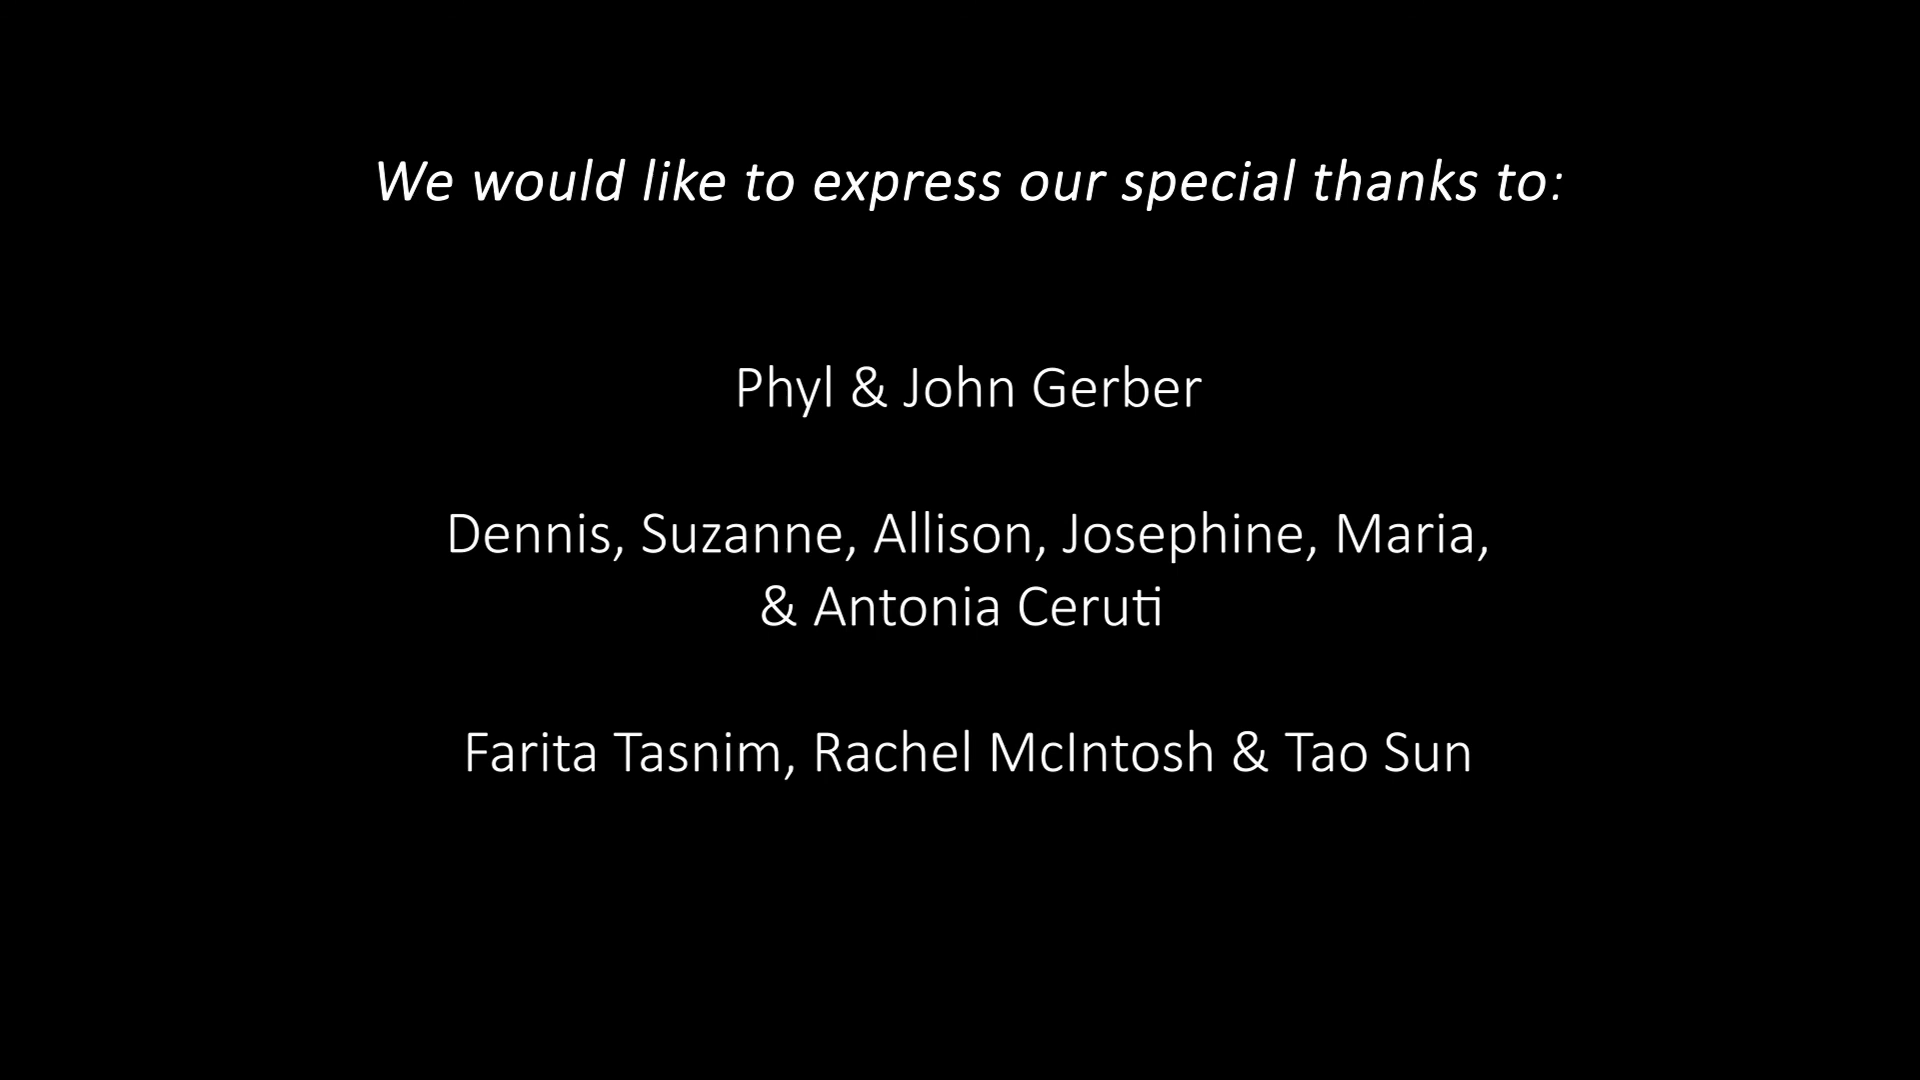 We would like to express our special thanks to:
Phyl & John Gerber
Dennis, Suzanne, Allison, Josephine, Maria,
& Antonia Ceruti
Farita Tasnim, Rachel McIntosh & Tao Sun